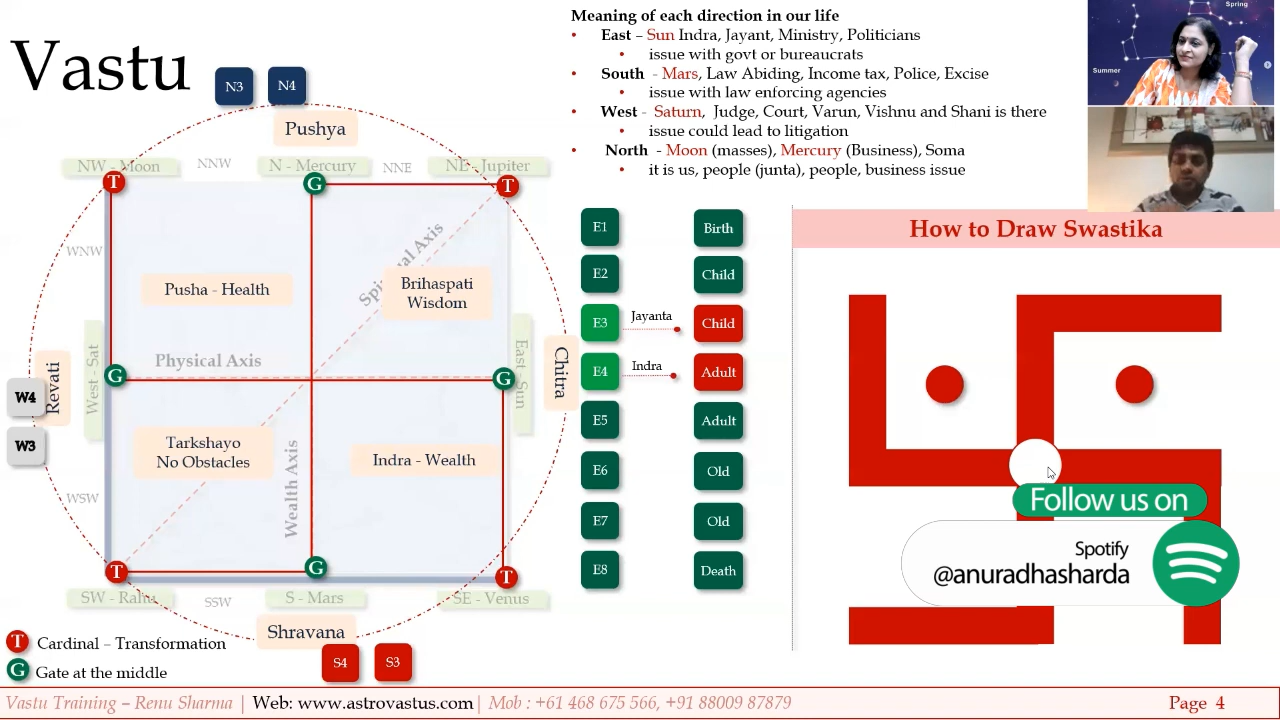 Vastu
N3
N4
Pushya
NW - Moon
NNW
N - Mercury
NNE
NE - Jupiter
T
G
T
WNW
Spiritual Axis
Pusha - Health
Brihaspati
Wisdom
Physical Axis
G
G
West - Sat
Revati
East - Sun
Chitra
W4
W3
Tarkshayo
No Obstacles
Wealth Axis
Indra - Wealth
WSW
T
G
T
SW - Rahu
SSW
S - Mars
SE - Venus
Shravana
S4
S3
T Cardinal – Transformation
G Gate at the middle
Meaning of each direction in our life
• East – Sun Indra, Jayant, Ministry, Politicians
• issue with govt or bureaucrats
• South - Mars, Law Abiding, Income tax, Police, Excise
• issue with law enforcing agencies
• West - Saturn, Judge, Court, Varun, Vishnu and Shani is there
• issue could lead to litigation
• North - Moon (masses), Mercury (Business), Soma
• it is us, people (junta), people, business issue
E1 Birth
E2 Child
E3 Jayanta Child
E4 Indra Adult
E5 Adult
E6 Old
E7 Old
E8 Death
Spring
Summer
How to Draw Swastika
Follow us on
Spotify
@anuradhasharda
Vastu Training – Renu Sharma | Web: www.astrovastus.com | Mob : +61 468 675 566, +91 88009 87879
Page 4